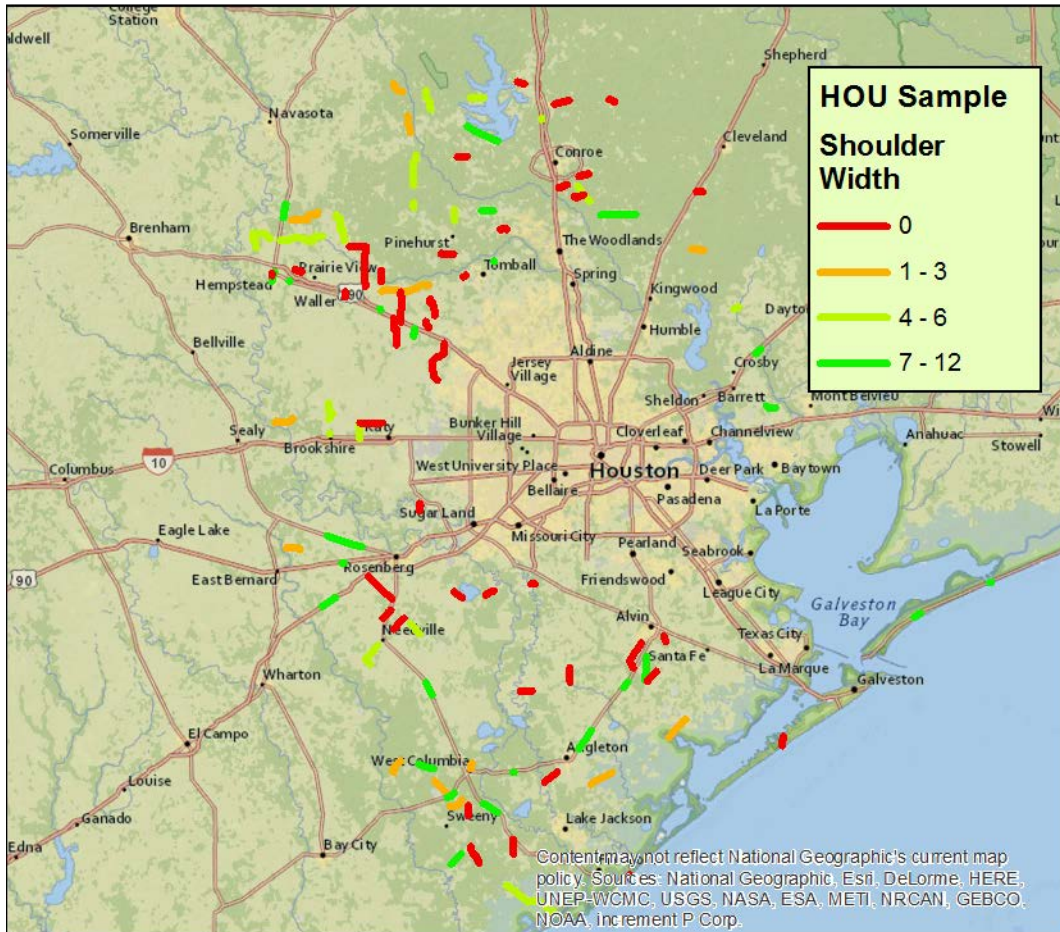 College
Station
aldwell
Navasota
Somerville
Shepherd
Cleveland
Conroe
HOU Sample
Shoulder
Width
0
1 - 3
4 - 6
7 - 12
Brenham
Pinehurst
The Woodlands
Prairie View
Tomball
Spring
Hempstead
Waller
Kingwood
Dayto
Humble
Bellville
Aldine
Crosby
Jersey
Village
Sheldon
Barrett
Mont Belvieu
Sealy
Katy
Brookshire
Bunker Hill
Village
Cloverleaf
Channelview
Anahuac
Wi
Stowell
10
Columbus
West University Place
Houston
Deer Park
Baytown
Bellaire
Pasadena
La Porte
Sugar Land
Missouri City
Eagle Lake
90
East Bernard
Rosenberg
Pearland
Seabrook
Friendswood
League City
Needville
Alvin
Galveston
Bay
Texas City
Santa Fe
La Marque
Wharton
Galveston
El Campo
West Columbia
Angleton
Louise
Ganado
Sweeny
Lake Jackson
Edna
Bay City
Content may not reflect National Geographic's current map
policy. Sources: National Geographic, Esri, DeLorme, HERE,
UNEP-WCMC, USGS, NASA, ESA, METI, NRCAN, GEBCO,
NOAA, increment P Corp.